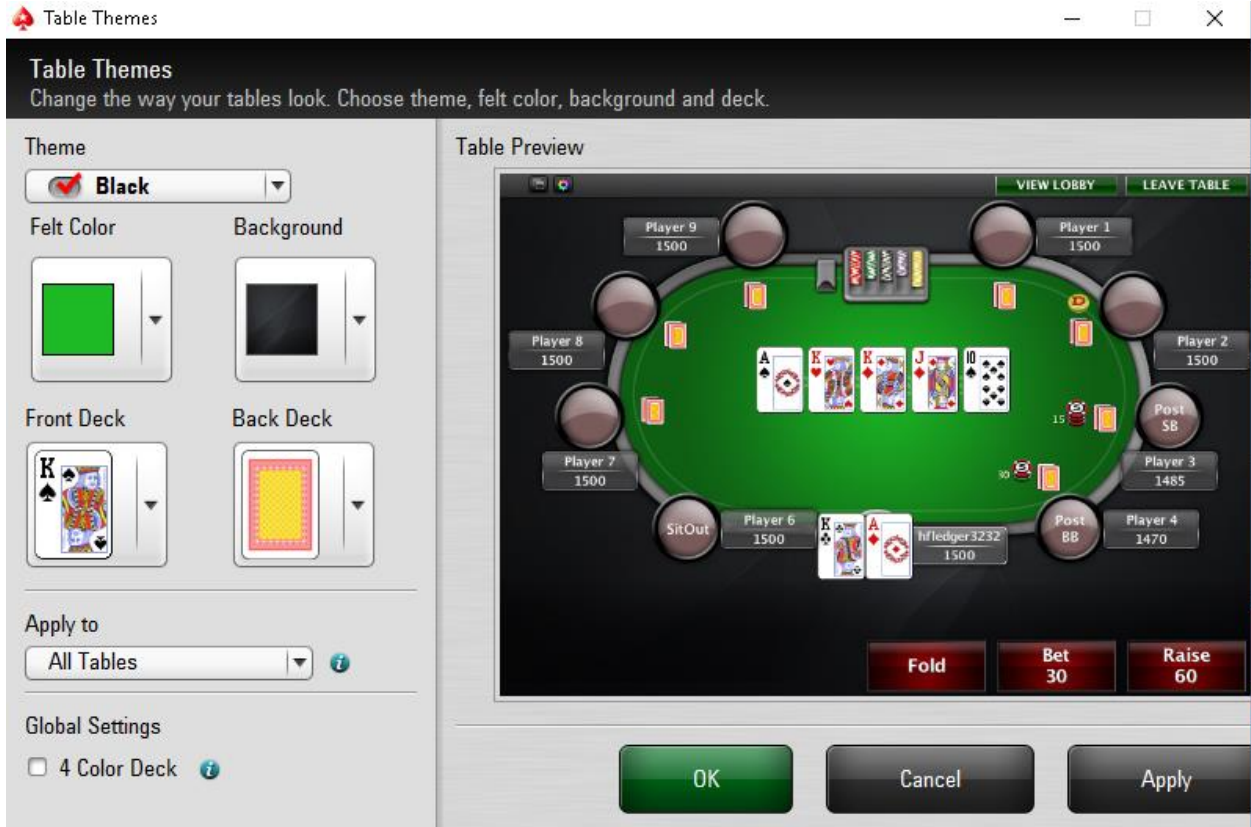 Table Themes
Table Themes
Change the way your tables look. Choose theme, felt color, background and deck.
Theme
Black
Felt Color
Background
Front Deck
Back Deck
K
Apply to
All Tables
i
Global Settings
4 Color Deck
i
Table Preview
VIEW LOBBY
LEAVE TABLE
Player 9
1500
Player 1
1500
D
Player 8
1500
Player 2
1500
A
K
K
J
10
15
Post
SB
Player 7
1500
Player 3
1485
30
SitOut
Player 6
1500
K
A
hfledger3232
1500
Post
BB
Player 4
1470
Fold
Bet
30
Raise
60
OK
Cancel
Apply